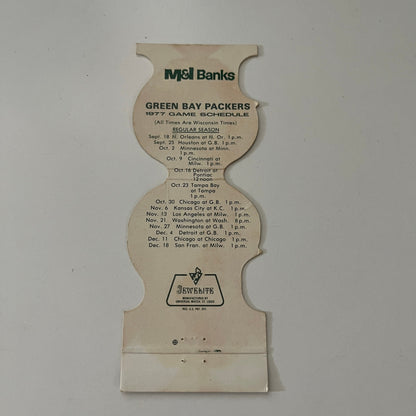 M&I Banks
GREEN BAY PACKERS
1977 GAME SCHEDULE
(All Times Are Wisconsin Times)
REGULAR SEASON
Sept. 18 N. Orleans at N. Or. 1 p.m.
Sept. 25 Houston at G.B. 1 p.m.
Oct. 2 Minnesota at Minn.
1 p.m.
Oct. 9 Cincinnati at
Milw. 1 p.m.
Oct. 16 Detroit at
Pontiac
12 noon
Oct. 23 Tampa Bay
at Tampa
1 p.m.
Oct. 30 Chicago at G.B. 1 p.m.
Nov. 6 Kansas City at K.C. 1 p.m.
Nov. 13 Los Angeles at Milw. 1 p.m.
Nov. 21 Washington at Wash. 8 p.m.
Nov. 27 Minnesota at G.B. 1 p.m.
Dec. 4 Detroit at G.B. 1 p.m.
Dec. 11 Chicago at Chicago 1 p.m.
Dec. 18 San Fran. at Milw. 1 p.m.
JEWELITE
MANUFACTURED BY
UNIVERSAL MATCH